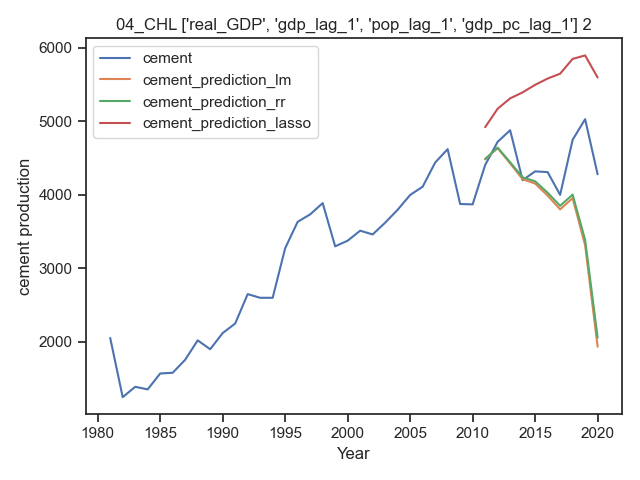 04_CHL ['real_GDP', 'gdp_lag_1', 'pop_lag_1', 'gdp_pc_lag_1'] 2
cement
cement_prediction_lm
cement_prediction_rr
cement_prediction_lasso
6000
5000
4000
3000
2000
cement production
1980 1985 1990 1995 2000 2005 2010 2015 2020
Year